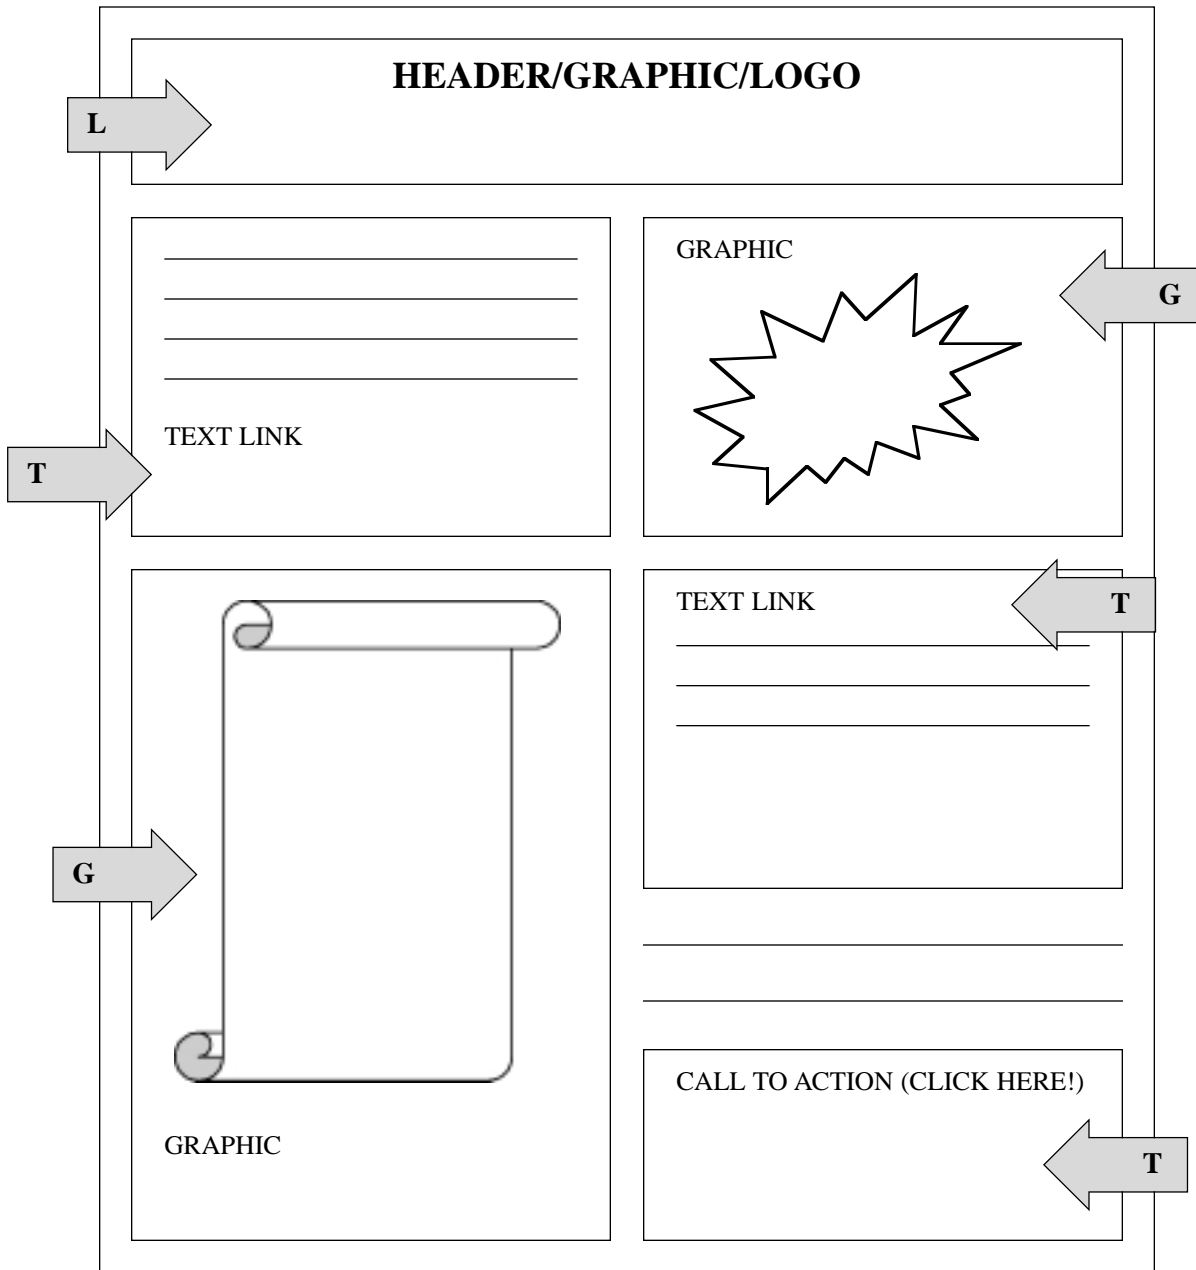 HEADER/GRAPHIC/LOGO
L
GRAPHIC
G
TEXT LINK
T
TEXT LINK
T
G
CALL TO ACTION (CLICK HERE!)
GRAPHIC
T